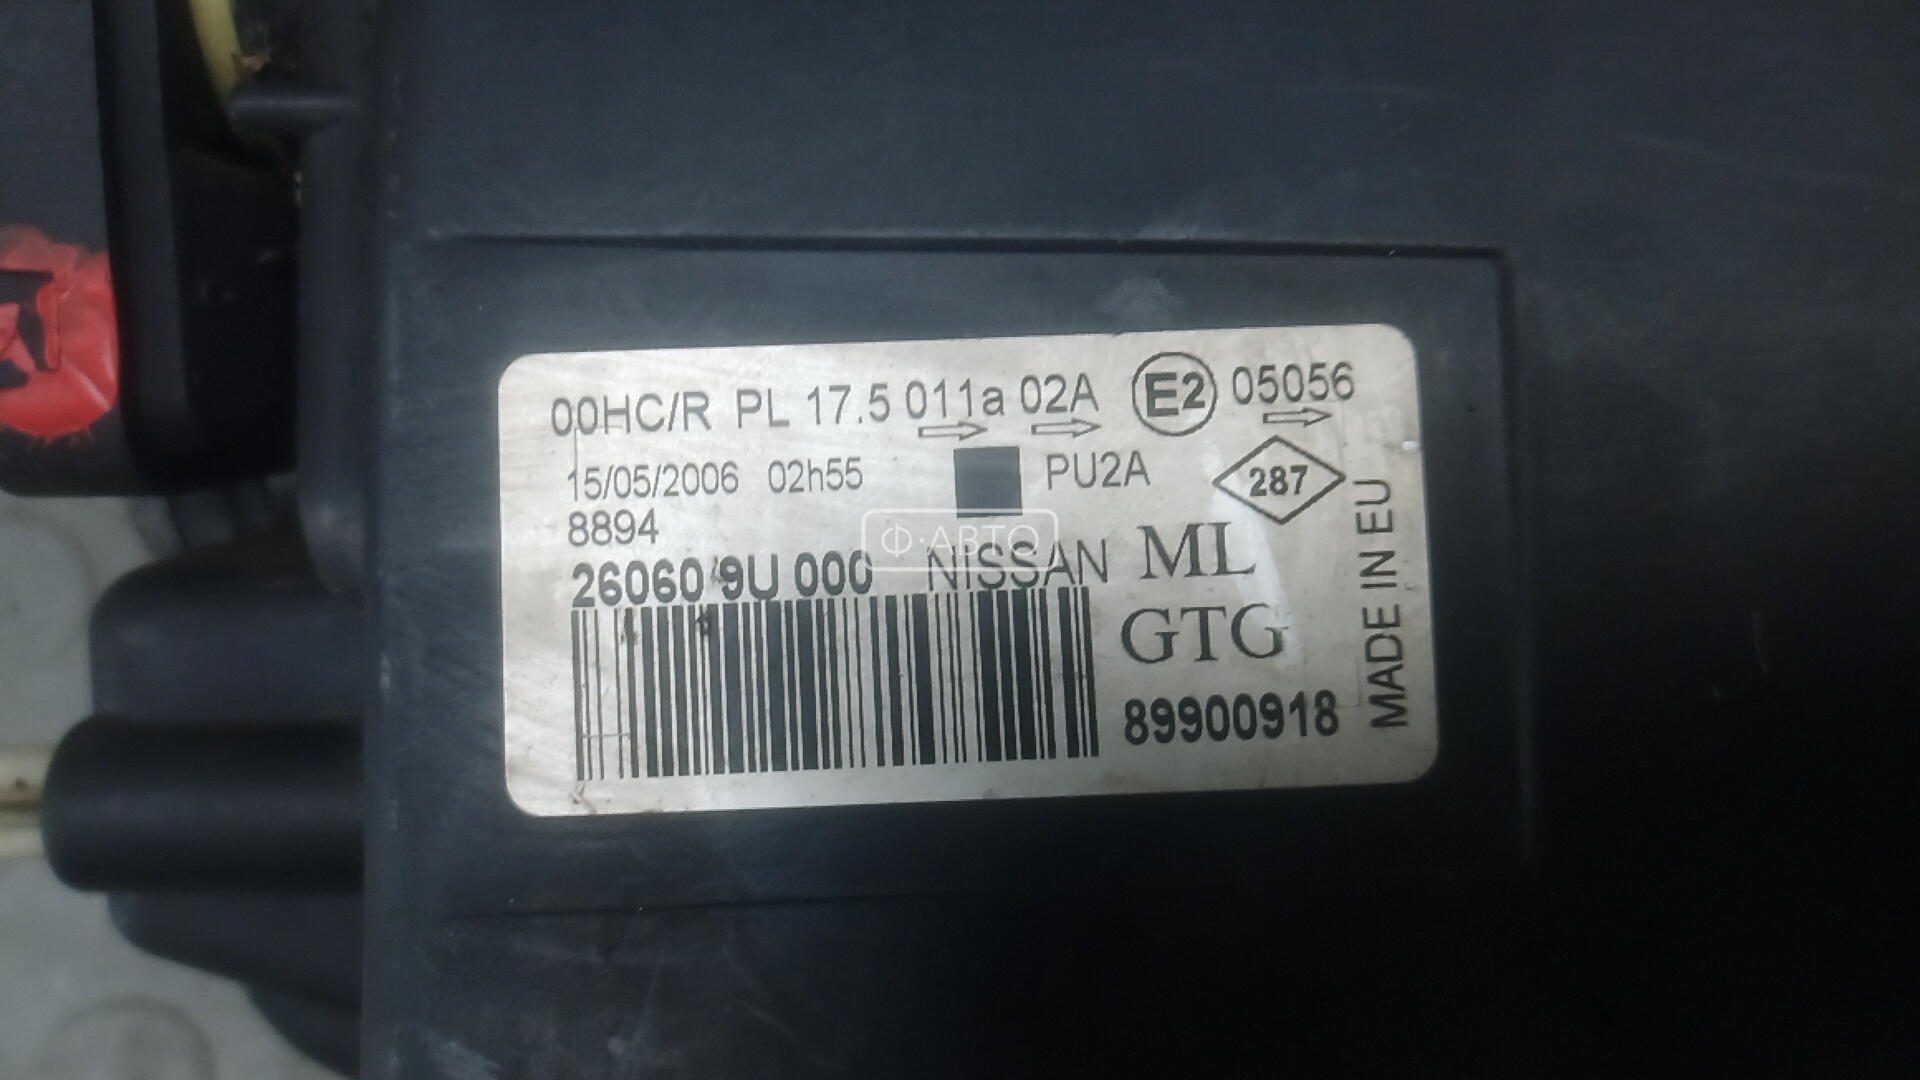 00HC/R PL 17.5 011a 02A E2 05056
15/05/2006 02h55 PU2A 287
8894
26060 9U 000 NISSAN ML
GTG
89900918
MADE IN EU
Ф·АВТО